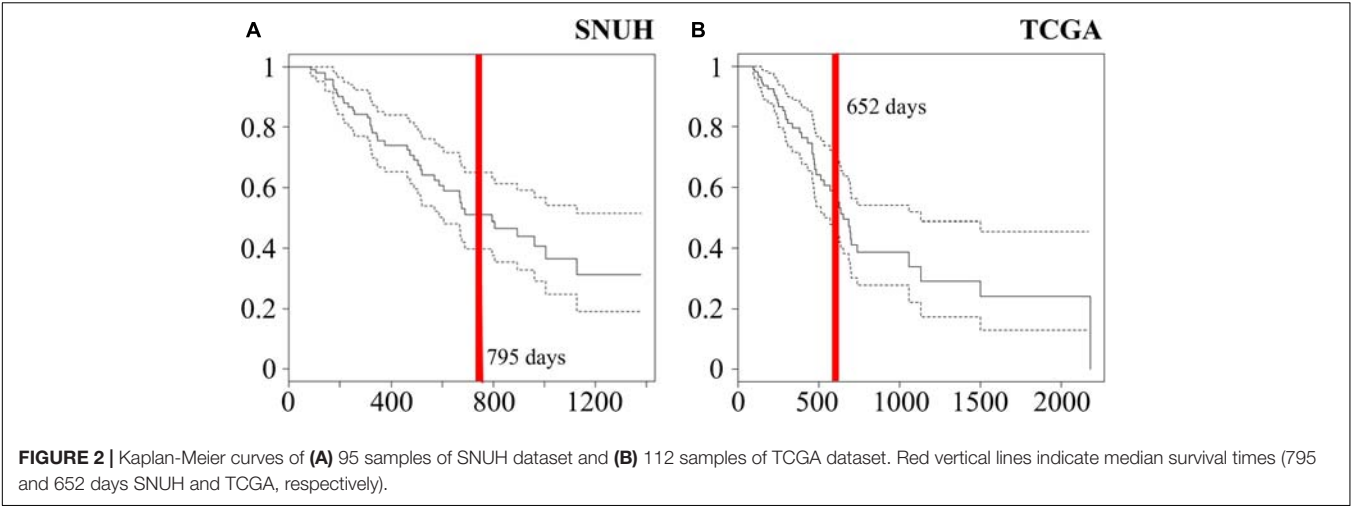 A SNUH
1
0.8
0.6
0.4
0.2
0
795 days
0 400 800 1200
B TCGA
1
0.8
0.6
0.4
0.2
0
652 days
0 500 1000 1500 2000
FIGURE 2 | Kaplan-Meier curves of (A) 95 samples of SNUH dataset and (B) 112 samples of TCGA dataset. Red vertical lines indicate median survival times (795
and 652 days SNUH and TCGA, respectively).